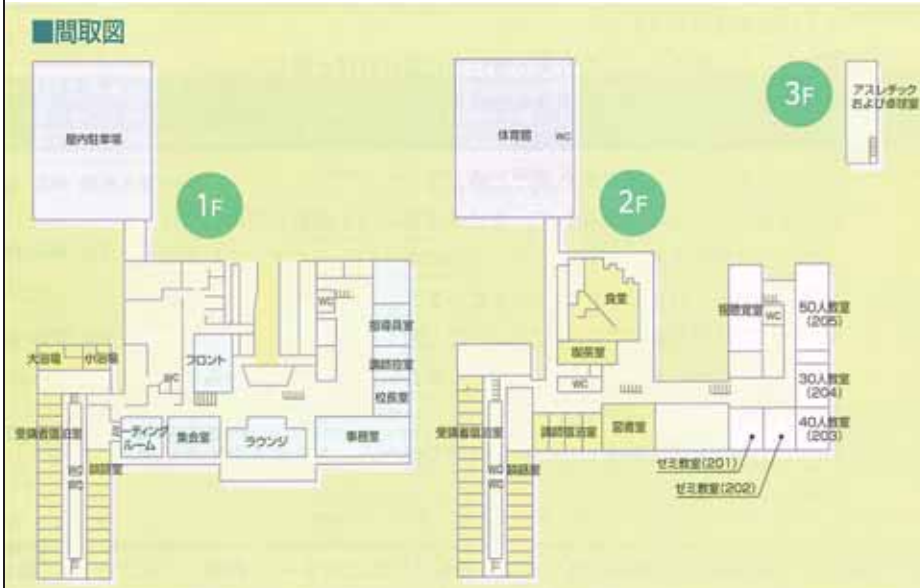 ■間取図
屋内駐車場
1F
WC
指導員室
講師控室
校長室
フロント
WC
大浴場
小浴場
受講者宿泊室
WC
談話室
ミーティング
ルーム
集会室
ラウンジ
事務室
体育館
WC
2F
食堂
喫茶室
WC
視聴覚室
WC
50人教室
(205)
30人教室
(204)
40人教室
(203)
受講者宿泊室
WC
談話室
講師宿泊室
図書室
ゼミ教室(201)
ゼミ教室(202)
3F
アスレチック
および卓球室